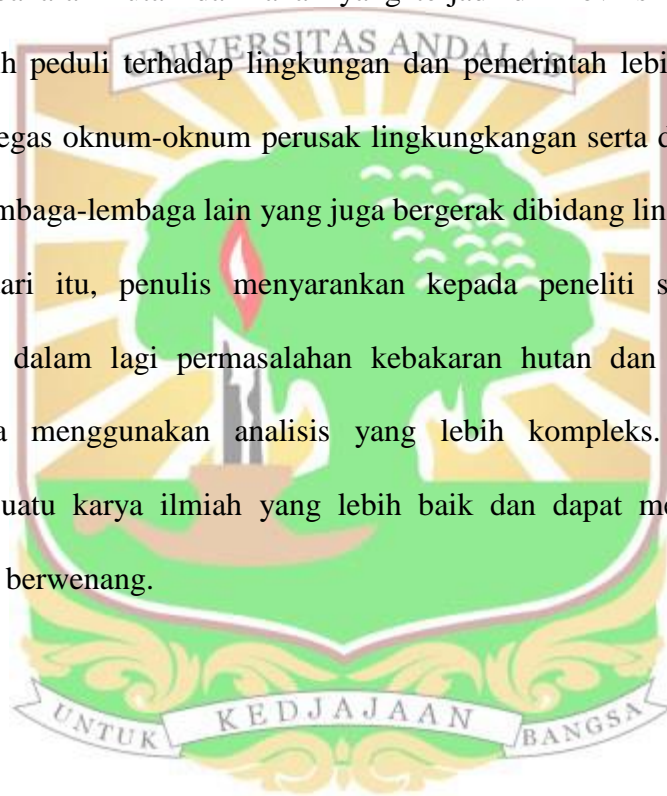 UNIVERSITAS ANDALAS
h peduli terhadap lingkungan dan pemerintah lebi
egas oknum-oknum perusak lingkungkangan serta d
mbaga-lembaga lain yang juga bergerak dibidang lin
ari itu, penulis menyarankan kepada peneliti s
dalam lagi permasalahan kebakaran hutan dan
a menggunakan analisis yang lebih kompleks.
uatu karya ilmiah yang lebih baik dan dapat me
berwenang.
UNTUK KEDJAJAAN BANGSA